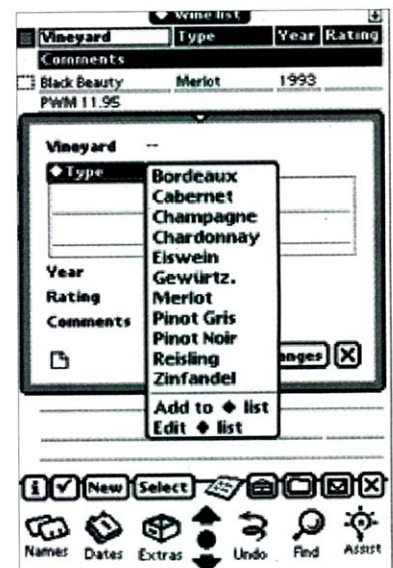 Wine list
Vineyard Type Year Rating
Comments
Black Beauty Merlot 1993
PWM 11.95
Vineyard --
◆Type
Bordeaux
Cabernet
Champagne
Chardonnay
Eiswein
Gewürtz.
Merlot
Pinot Gris
Pinot Noir
Reisling
Zinfandel
Add to ◆ list
Edit ◆ list
Year
Rating
Comments
anges
i New Select
Names Dates Extras Undo Find Assist